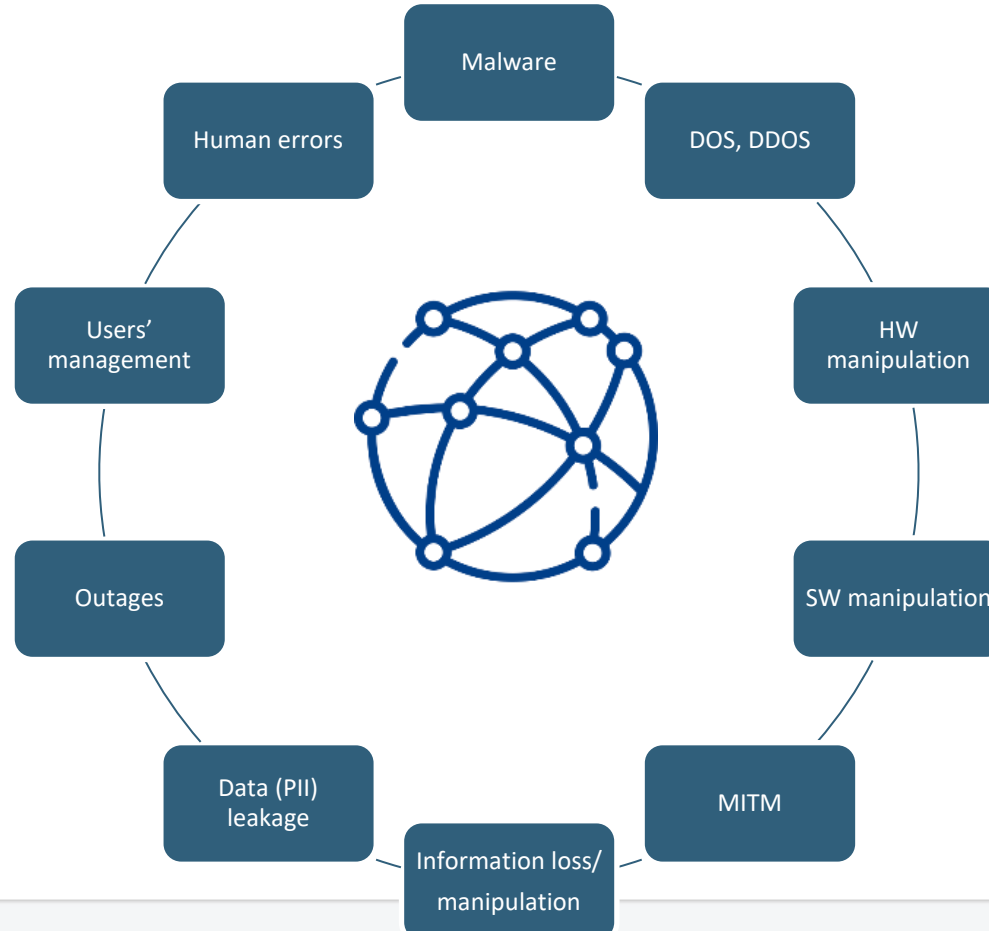 Malware
DOS, DDOS
HW
manipulation
SW manipulation
MITM
Information loss/
manipulation
Data (PII)
leakage
Outages
Users’
management
Human errors